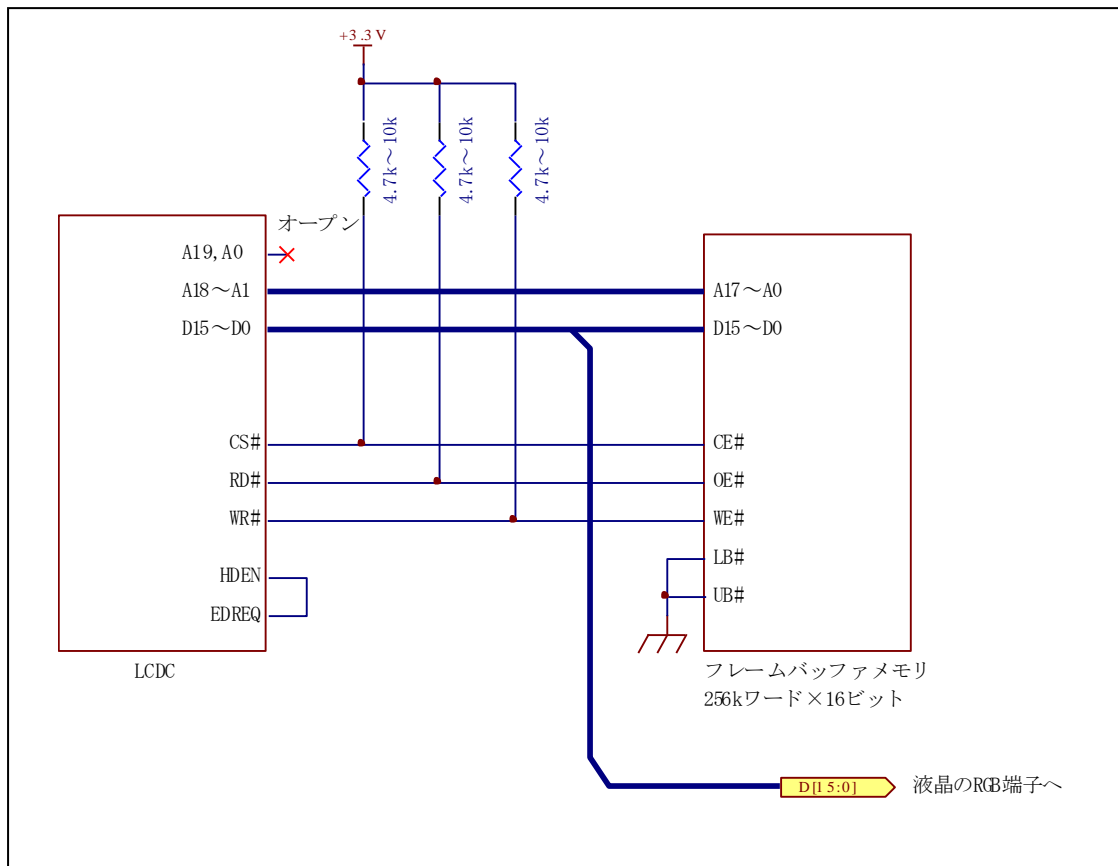 +3.3V
4.7k～10k
4.7k～10k
4.7k～10k
オープン
A19,A0
A18～A1
D15～D0
CS#
RD#
WR#
HDEN
EDREQ
LCDC
A17～A0
D15～D0
CE#
OE#
WE#
LB#
UB#
フレームバッファメモリ
256kワード×16ビット
D[15:0]
液晶のRGB端子へ